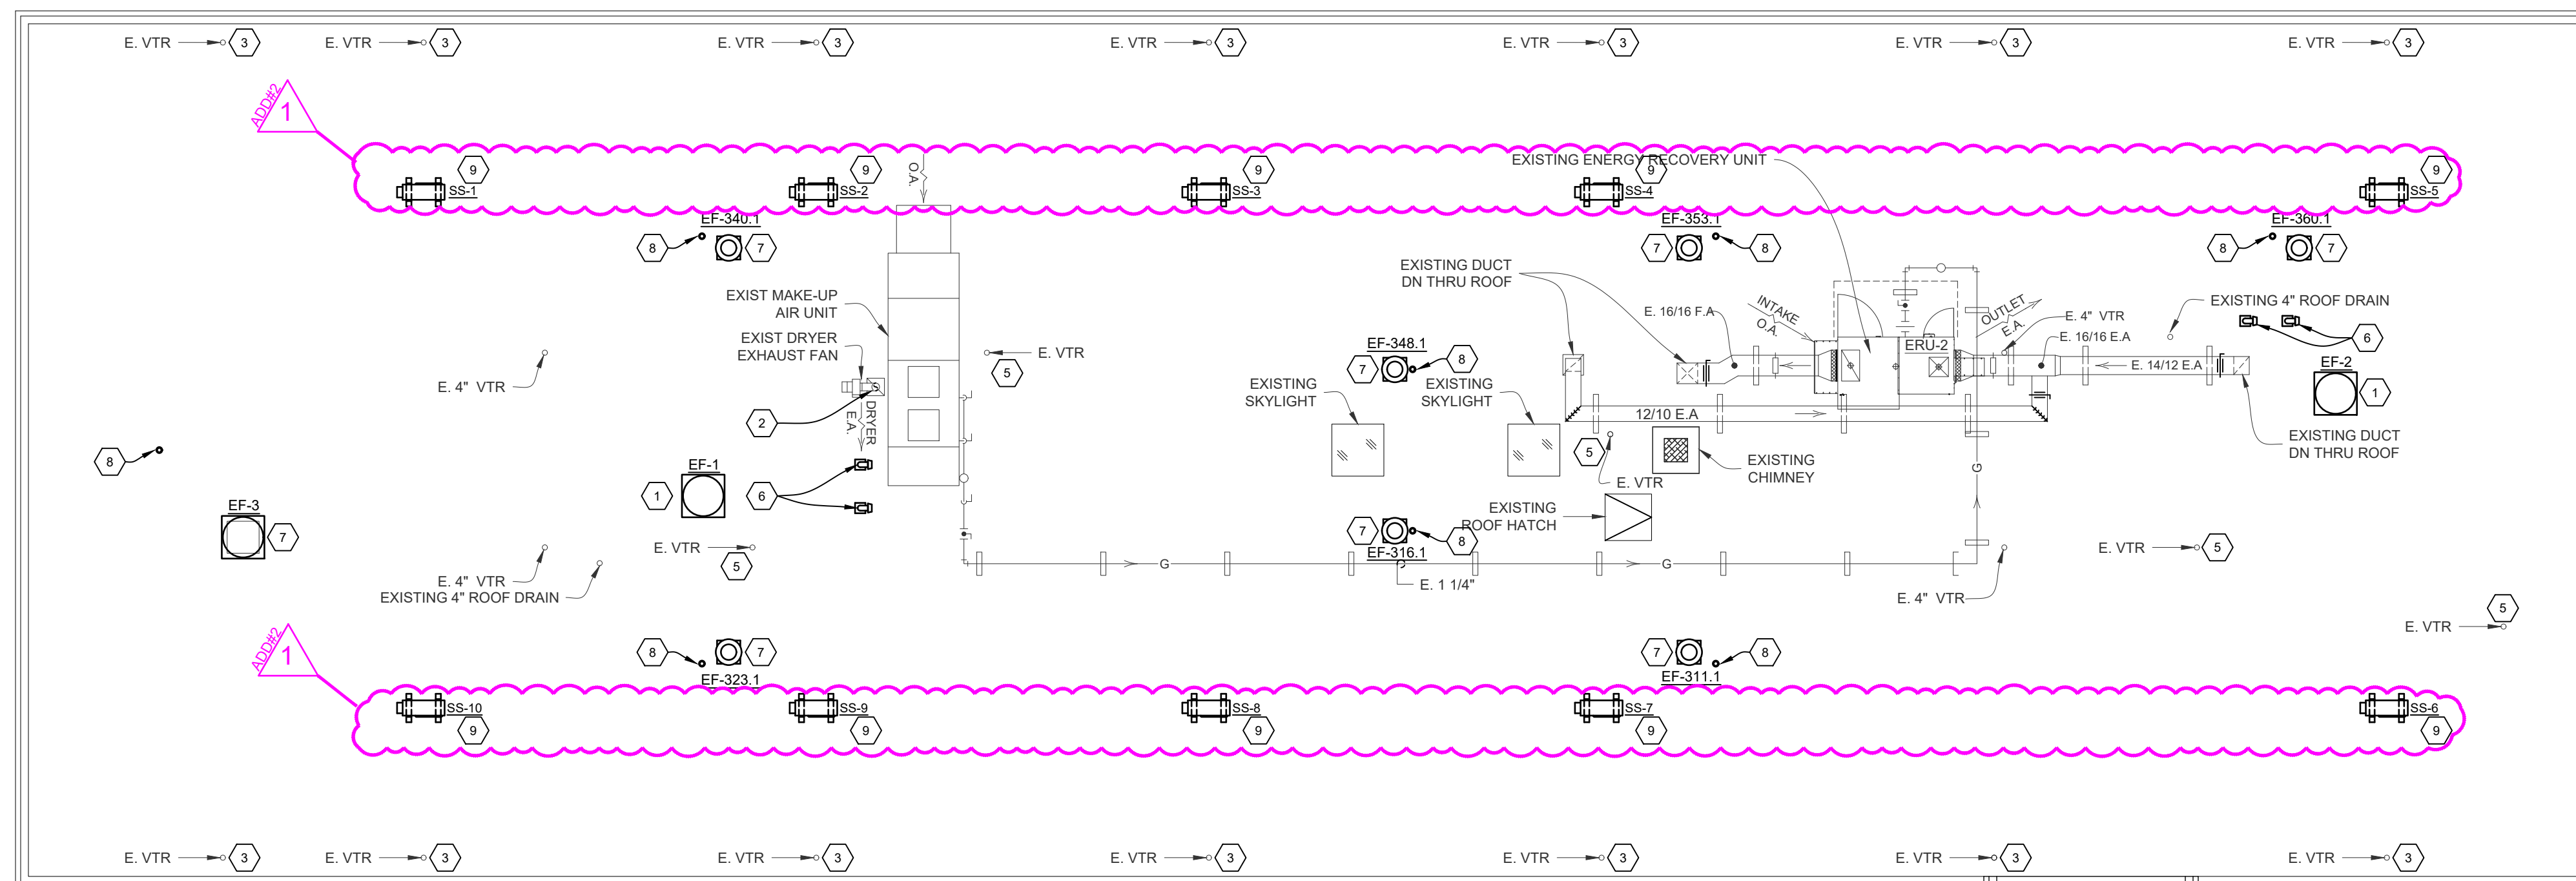 E. VTR 3 E. VTR 3 E. VTR 3 E. VTR 3 E. VTR 3 E. VTR 3 E. VTR 3
ADD#2
1
9 9 9 9 9
EXISTING ENERGY RECOVERY UNIT
O.A.
SS-1 SS-2 SS-3 SS-4 SS-5
EF-340.1 EF-353.1 EF-360.1
8 7 7 8 8 7
EXISTING DUCT
DN THRU ROOF
EXIST MAKE-UP
AIR UNIT
EXIST DRYER
EXHAUST FAN
E. 16/16 F.A
INTAKE
O.A.
OUTLET
E.A.
EXISTING 4" ROOF DRAIN
E. 4" VTR
E. 16/16 E.A
6
ERU-2
EF-348.1
7 8
E. VTR
5
E. 14/12 E.A
EF-2
1
E. 4" VTR
EXISTING
SKYLIGHT
EXISTING
SKYLIGHT
DRYER
E.A.
2
12/10 E.A
EXISTING DUCT
DN THRU ROOF
8
5
E. VTR
EXISTING
CHIMNEY
G
EF-1
1 6
EF-3
7
EXISTING
ROOF HATCH
7 8
EF-316.1
E. VTR
5
E. VTR 5
G G
E. 1 1/4"
E. 4" VTR
EXISTING 4" ROOF DRAIN
E. 4" VTR
5
E. VTR
ADD#2
1
8 7 7 8
EF-323.1 EF-311.1
SS-10 SS-9 SS-8 SS-7 SS-6
9 9 9 9 9
E. VTR 3 E. VTR 3 E. VTR 3 E. VTR 3 E. VTR 3 E. VTR 3 E. VTR 3